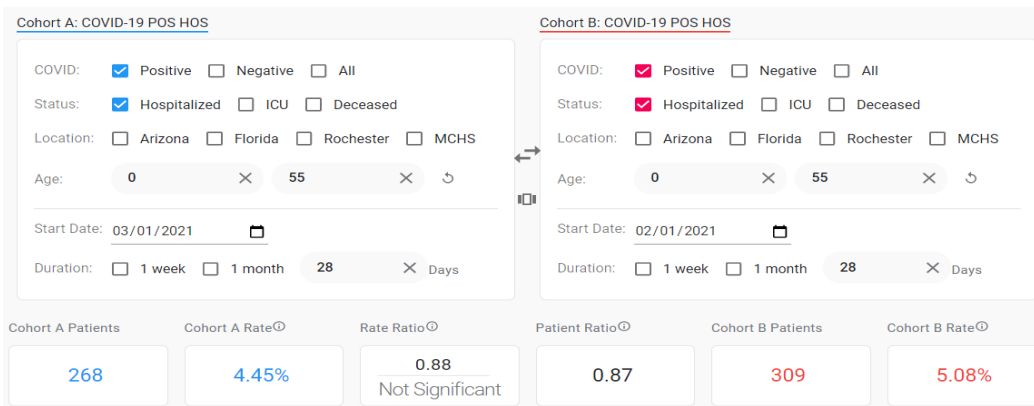 Cohort A: COVID-19 POS HOS
COVID: Positive Negative All
Status: Hospitalized ICU Deceased
Location: Arizona Florida Rochester MCHS
Age: 0 55
Start Date: 03/01/2021
Duration: 1 week 1 month 28 Days
Cohort B: COVID-19 POS HOS
COVID: Positive Negative All
Status: Hospitalized ICU Deceased
Location: Arizona Florida Rochester MCHS
Age: 0 55
Start Date: 02/01/2021
Duration: 1 week 1 month 28 Days
Cohort A Patients
268
Cohort A Rate
4.45%
Rate Ratio
0.88
Not Significant
Patient Ratio
0.87
Cohort B Patients
309
Cohort B Rate
5.08%